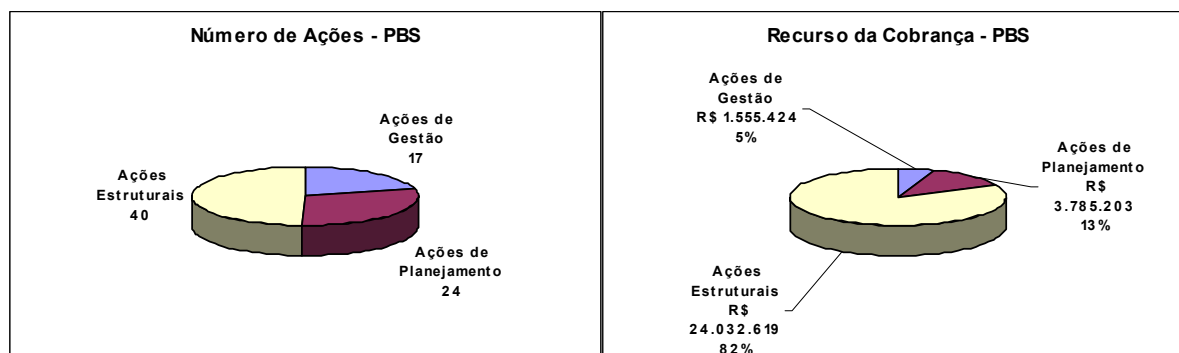 Número de Ações - PBS
Ações de
Gestão
17
Ações
Estruturais
40
Ações de
Planejamento
24
Recurso da Cobrança - PBS
Ações de
Gestão
R$ 1.555.424
5%
Ações de
Planejamento
R$
3.785.203
13%
Ações
Estruturais
R$
24.032.619
82%